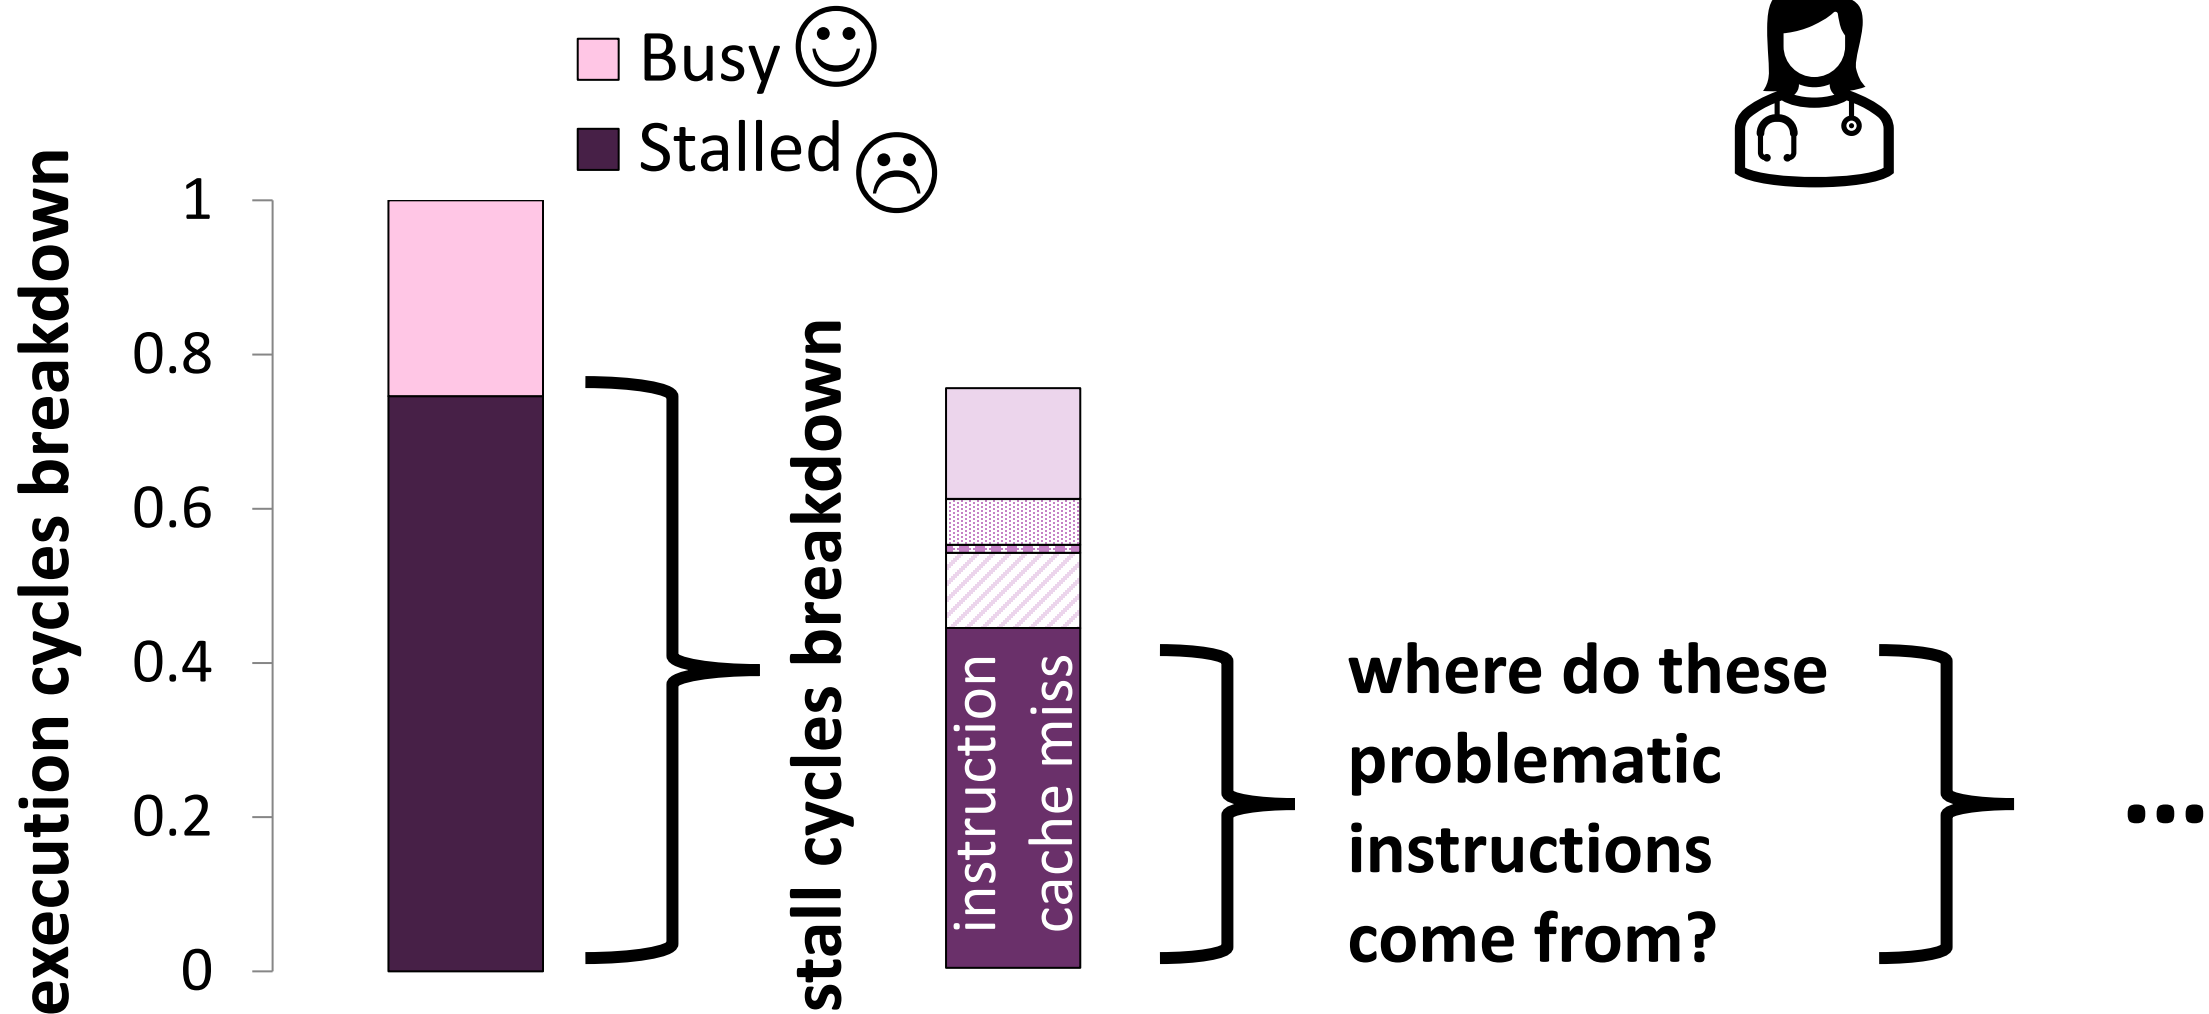 Busy
Stalled
execution cycles breakdown
1
0.8
0.6
0.4
0.2
0
stall cycles breakdown
instruction
cache miss
where do these
problematic
instructions
come from?
...